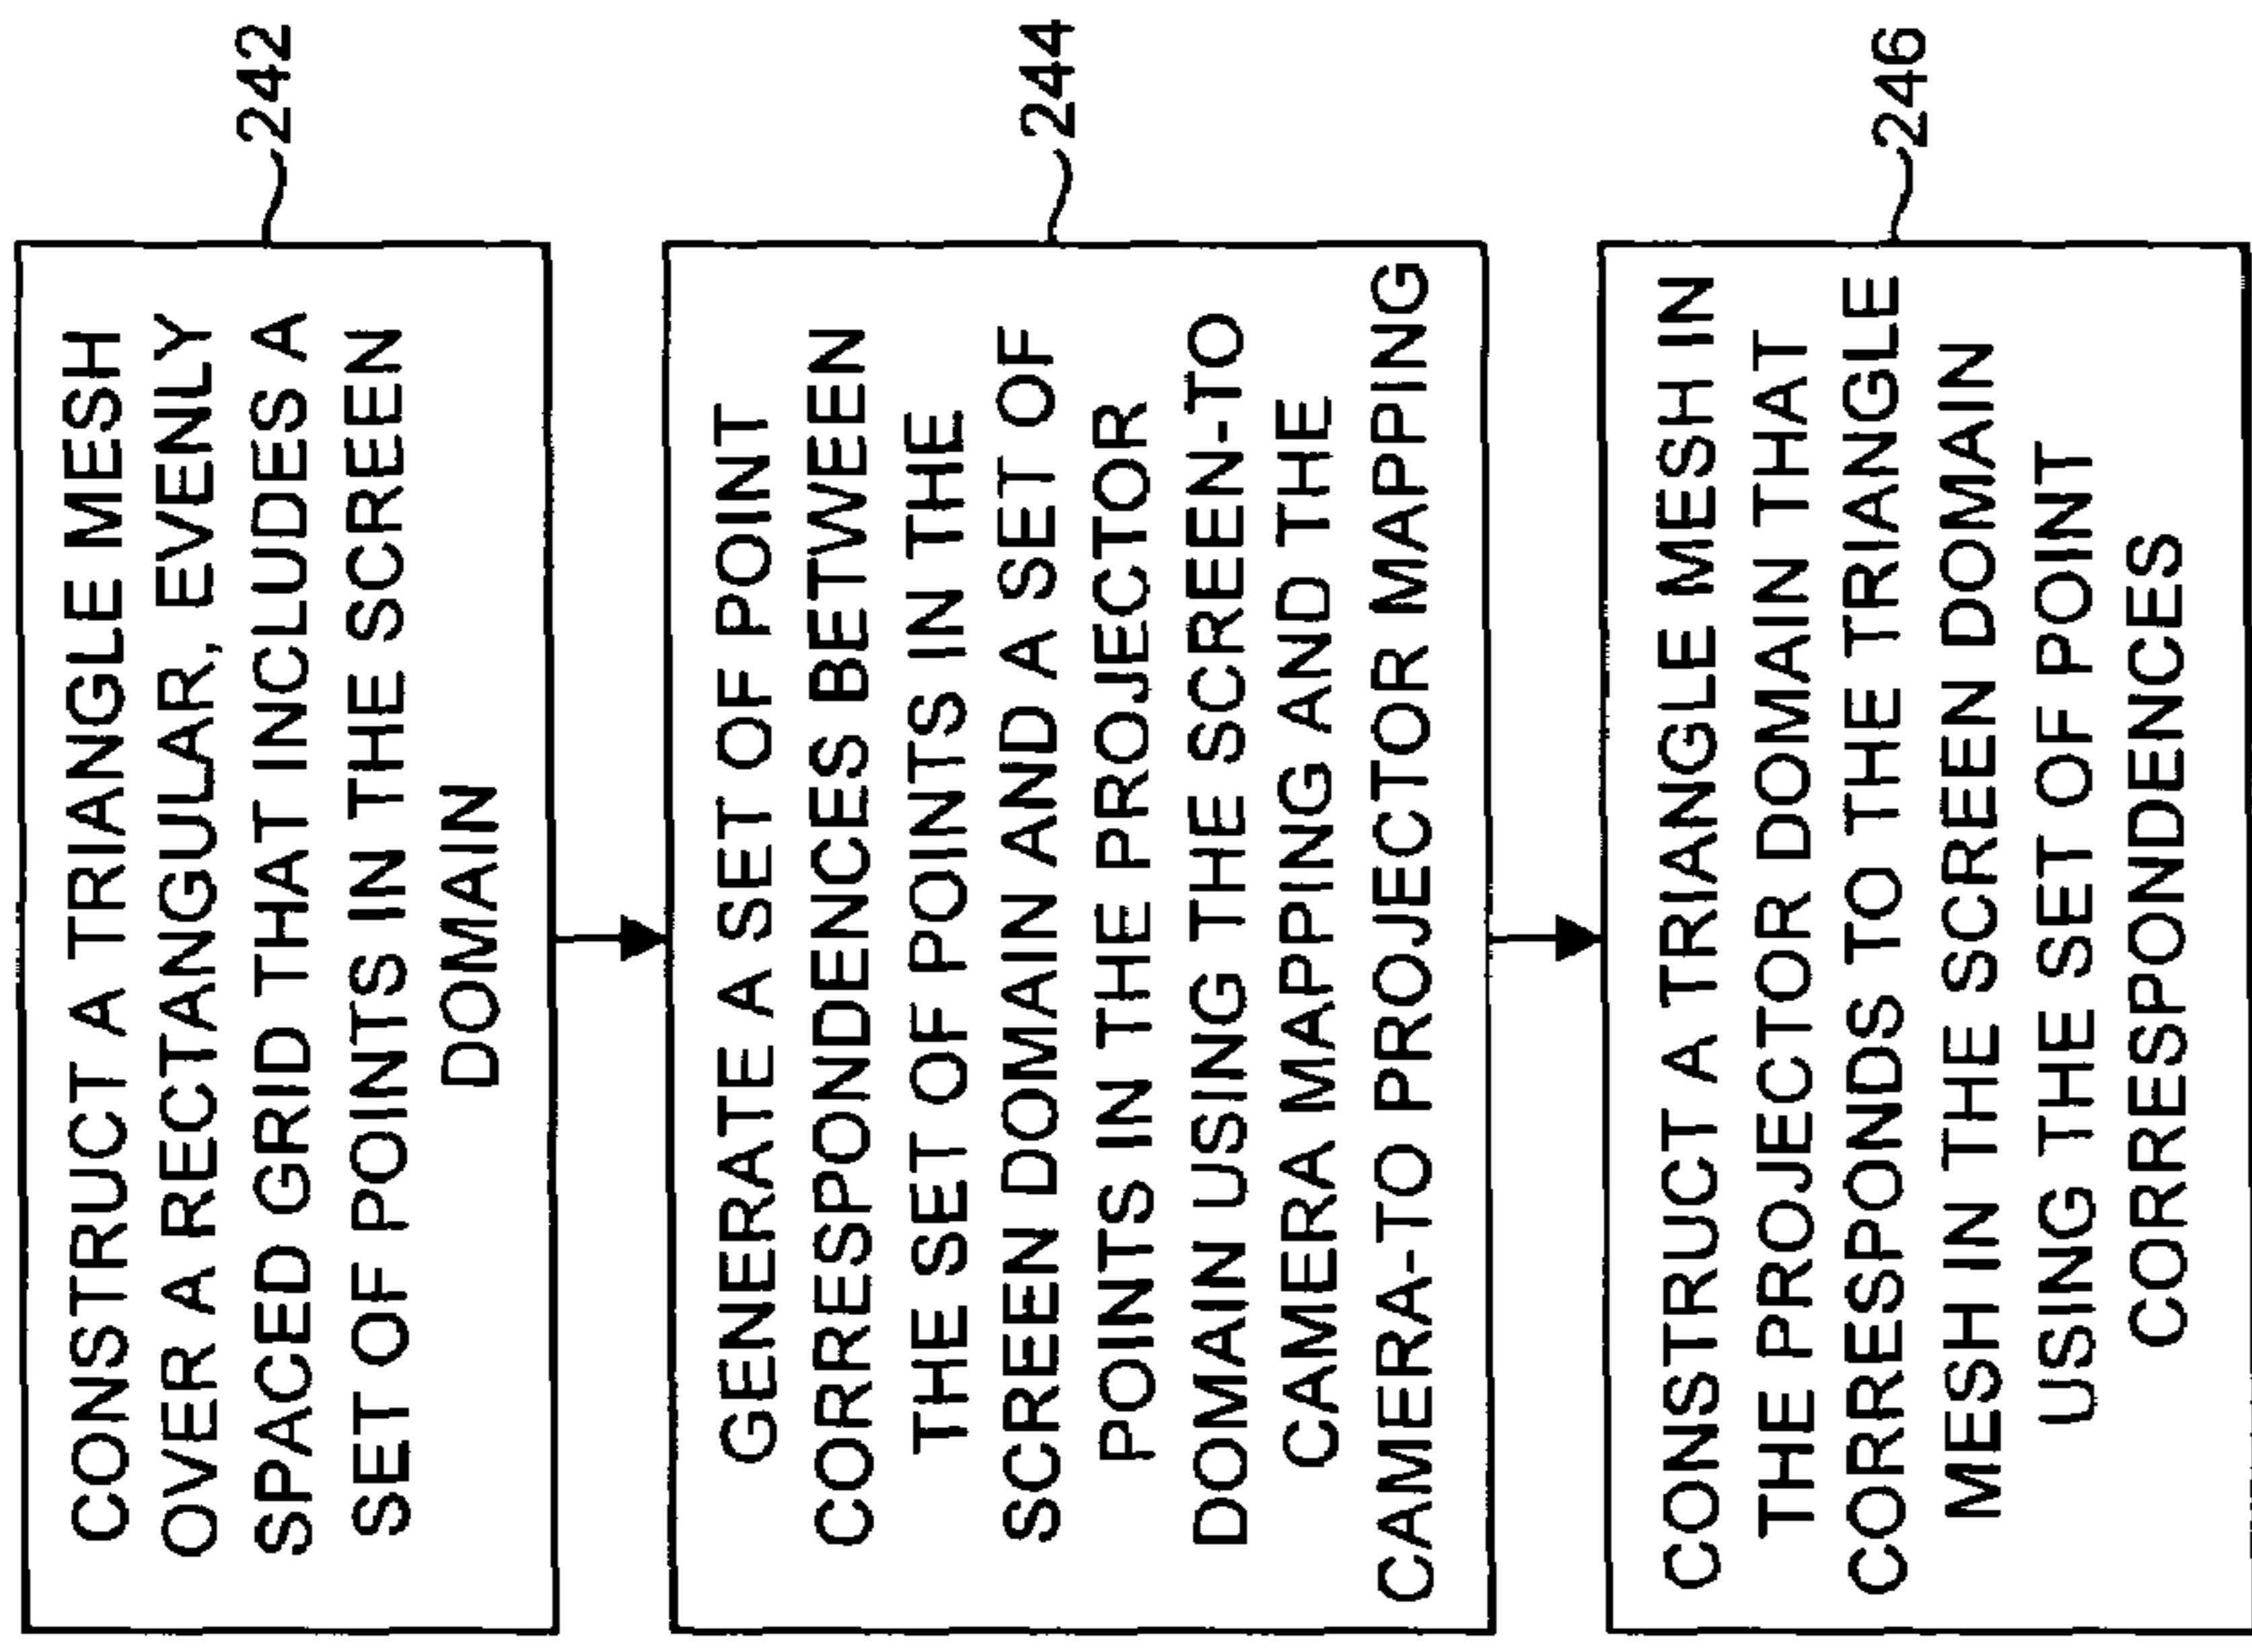 CONSTRUCT A TRIANGLE MESH
OVER A RECTANGULAR, EVENLY
SPACED GRID THAT INCLUDES A
SET OF POINTS IN THE SCREEN
DOMAIN
242
GENERATE A SET OF POINT
CORRESPONDENCES BETWEEN
THE SET OF POINTS IN THE
SCREEN DOMAIN AND A SET OF
POINTS IN THE PROJECTOR
DOMAIN USING THE SCREEN-TO
CAMERA MAPPING AND THE
CAMERA-TO PROJECTOR MAPPING
244
CONSTRUCT A TRIANGLE MESH IN
THE PROJECTOR DOMAIN THAT
CORRESPONDS TO THE TRIANGLE
MESH IN THE SCREEN DOMAIN
USING THE SET OF POINT
CORRESPONDENCES
246